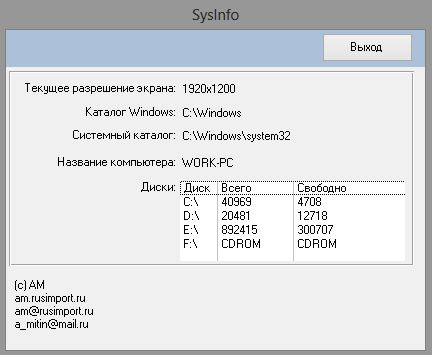 SysInfo
Выход
Текущее разрешение экрана: 1920x1200
Каталог Windows: C:\Windows
Системный каталог: C:\Windows\system32
Название компьютера: WORK-PC
Диски: Диск Всего Свободно
C:\ 40969 4708
D:\ 20481 12718
E:\ 892415 300707
F:\ CDROM CDROM
(c) AM
am.rusimport.ru
am@rusimport.ru
a_mitin@mail.ru